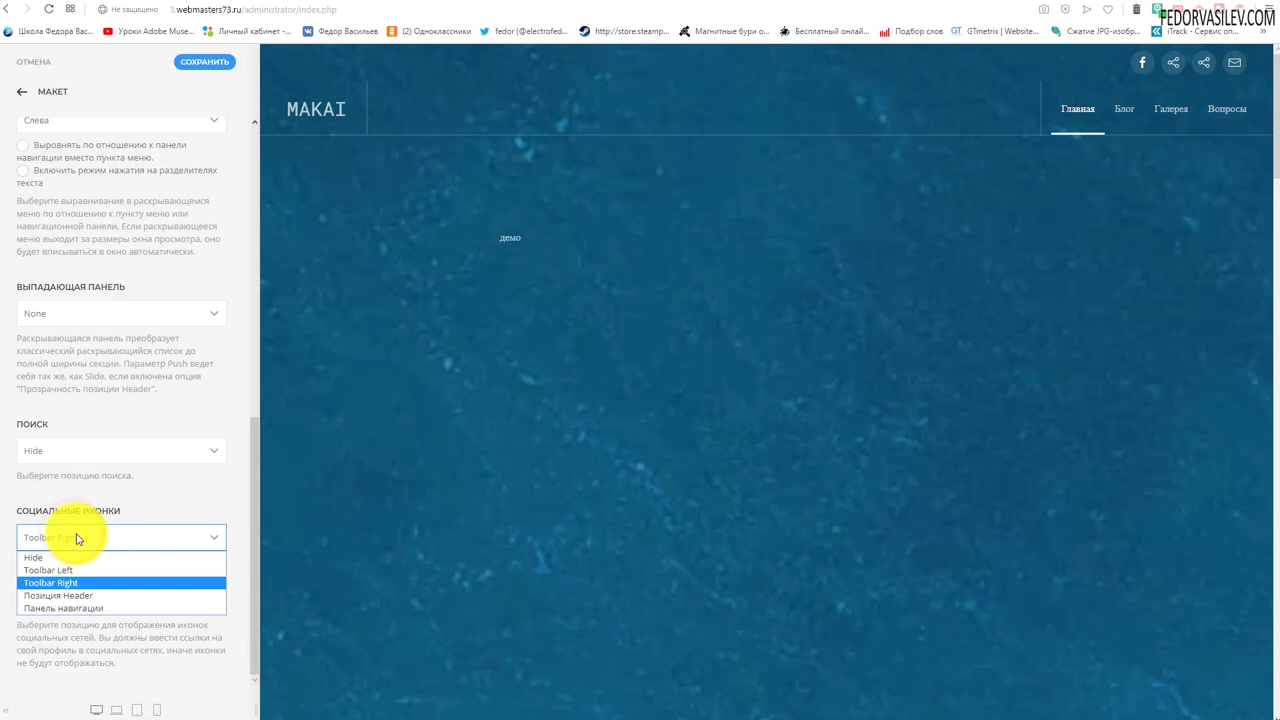 Не защищено
3.webmasters73.ru/administrator/index.php
FEDORVASILEV.COM
Школа Федора Вас...
Уроки Adobe Muse...
Личный кабинет -...
Федор Васильев
(2) Одноклассники
fedor (@electrofed...
http://store.steamp...
Магнитные бури о...
Бесплатный онлай...
Подбор слов
GTmetrix | Website...
Сжатие JPG-изобр...
iTrack - Сервис оп...
ОТМЕНА
СОХРАНИТЬ
МАКЕТ
Слева
Выровнять по отношению к панели
навигации вместо пункта меню.
Включить режим нажатия на разделителях
текста
Выберите выравнивание в раскрывающемся
меню по отношению к пункту меню или
навигационной панели. Если раскрывающееся
меню выходит за размеры окна просмотра, оно
будет вписываться в окно автоматически.
ВЫПАДАЮЩАЯ ПАНЕЛЬ
None
Раскрывающаяся панель преобразует
классический раскрывающийся список до
полной ширины секции. Параметр Push ведет
себя так же, как Slide, если включена опция
"Прозрачность позиции Header".
ПОИСК
Hide
Выберите позицию поиска.
СОЦИАЛЬНЫЕ ИКОНКИ
Toolbar Right
Hide
Toolbar Left
Toolbar Right
Позиция Header
Панель навигации
Выберите позицию для отображения иконок
социальных сетей. Вы должны ввести ссылки на
свой профиль в социальных сетях, иначе иконки
не будут отображаться.
MAKAI
Главная
Блог
Галерея
Вопросы
демо